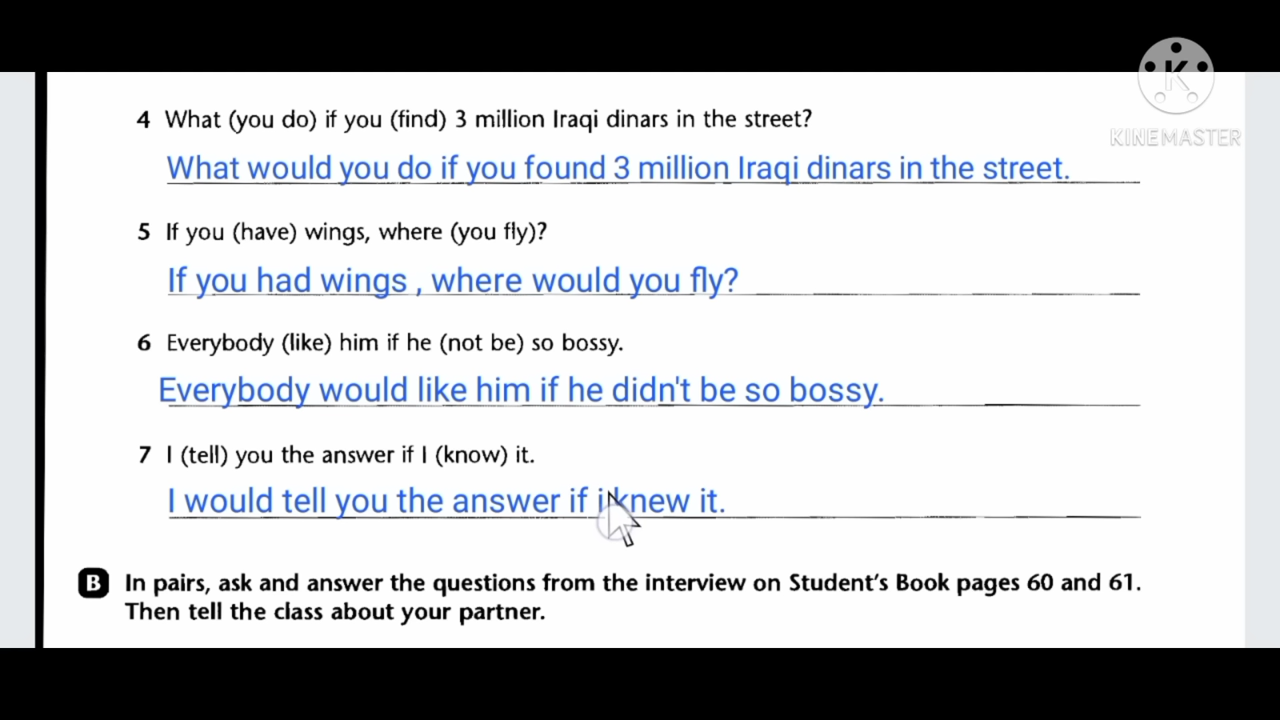 KINEMASTER
4 What (you do) if you (find) 3 million Iraqi dinars in the street?
What would you do if you found 3 million Iraqi dinars in the street.
5 If you (have) wings, where (you fly)?
If you had wings , where would you fly?
6 Everybody (like) him if he (not be) so bossy.
Everybody would like him if he didn't be so bossy.
7 I (tell) you the answer if I (know) it.
I would tell you the answer if i knew it.
B In pairs, ask and answer the questions from the interview on Student's Book pages 60 and 61.
Then tell the class about your partner.